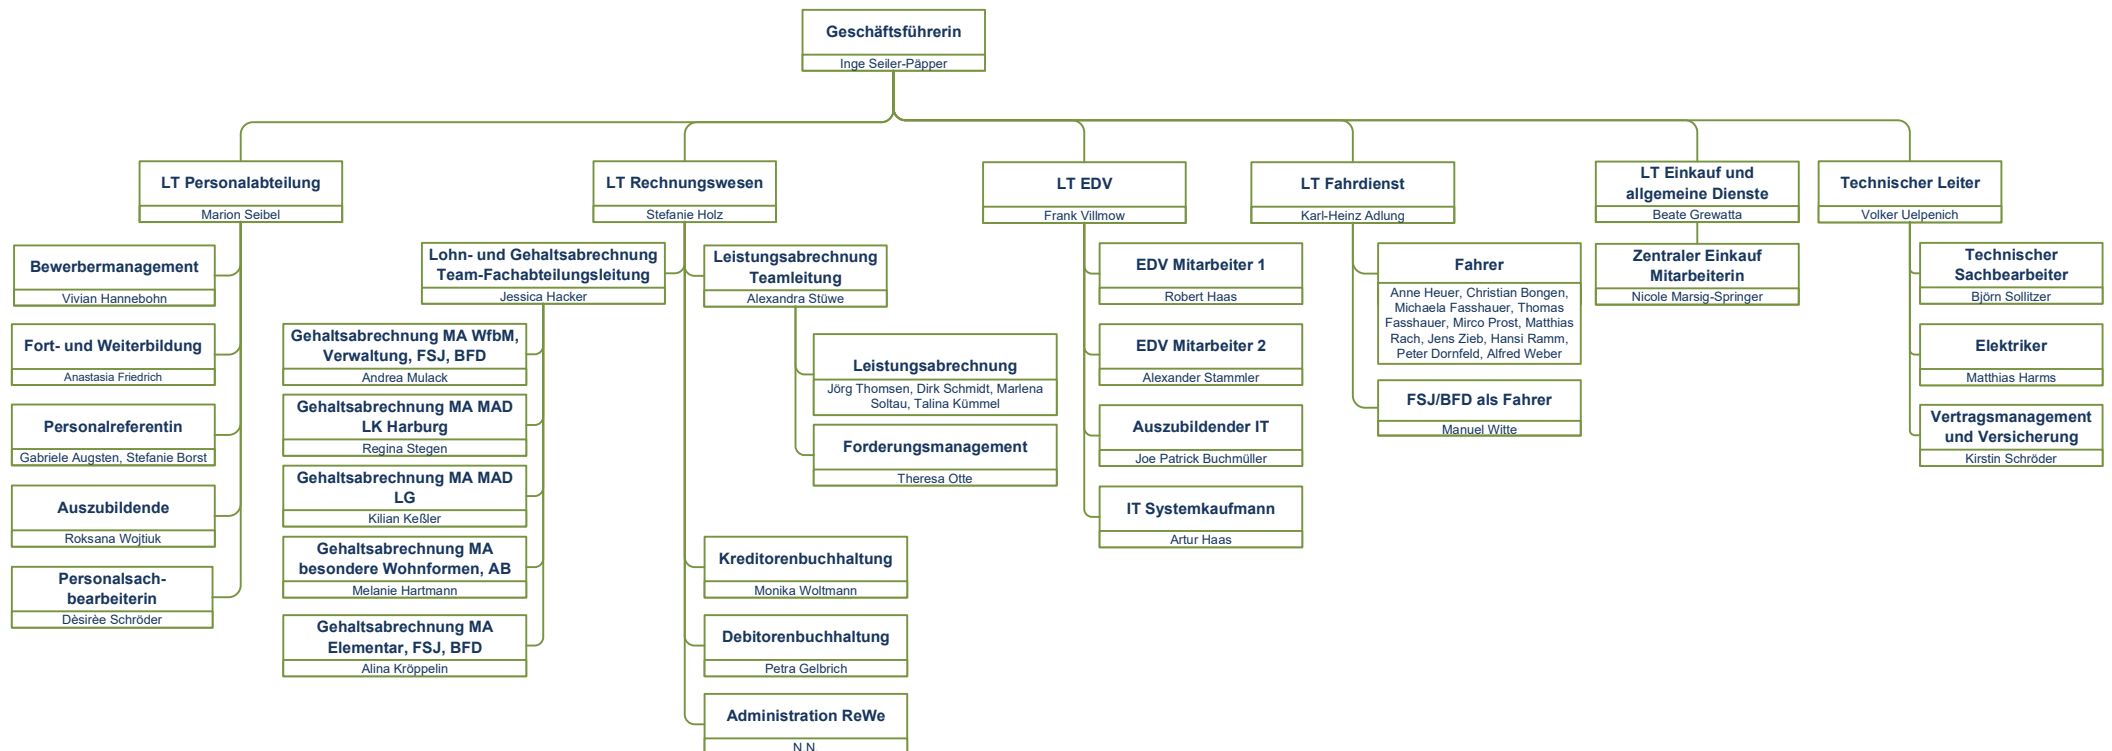 Geschäftsführerin
Inge Seiler-Päpper
LT Personalabteilung
Marion Seibel
Bewerbermanagement
Vivian Hannebohn
Fort- und Weiterbildung
Anastasia Friedrich
Personalreferentin
Gabriele Augsten, Stefanie Borst
Auszubildende
Roksana Wojtiuk
Personalsach-
bearbeiterin
Dèsirèe Schröder
LT Rechnungswesen
Stefanie Holz
Lohn- und Gehaltsabrechnung
Team-Fachabteilungsleitung
Jessica Hacker
Gehaltsabrechnung MA WfbM,
Verwaltung, FSJ, BFD
Andrea Mulack
Gehaltsabrechnung MA MAD
LK Harburg
Regina Stegen
Gehaltsabrechnung MA MAD
LG
Kilian Keßler
Gehaltsabrechnung MA
besondere Wohnformen, AB
Melanie Hartmann
Gehaltsabrechnung MA
Elementar, FSJ, BFD
Alina Kröppelin
Leistungsabrechnung
Teamleitung
Alexandra Stüwe
Leistungsabrechnung
Jörg Thomsen, Dirk Schmidt, Marlena
Soltau, Talina Kümmel
Forderungsmanagement
Theresa Otte
Kreditorenbuchhaltung
Monika Woltmann
Debitorenbuchhaltung
Petra Gelbrich
Administration ReWe
N.N.
LT EDV
Frank Villmow
EDV Mitarbeiter 1
Robert Haas
EDV Mitarbeiter 2
Alexander Stammler
Auszubildender IT
Joe Patrick Buchmüller
IT Systemkaufmann
Artur Haas
LT Fahrdienst
Karl-Heinz Adlung
Fahrer
Anne Heuer, Christian Bongen,
Michaela Fasshauer, Thomas
Fasshauer, Mirco Prost, Matthias
Rach, Jens Zieb, Hansi Ramm,
Peter Dornfeld, Alfred Weber
FSJ/BFD als Fahrer
Manuel Witte
LT Einkauf und
allgemeine Dienste
Beate Grewatta
Zentraler Einkauf
Mitarbeiterin
Nicole Marsig-Springer
Technischer Leiter
Volker Uelpenich
Technischer
Sachbearbeiter
Björn Sollitzer
Elektriker
Matthias Harms
Vertragsmanagement
und Versicherung
Kirstin Schröder